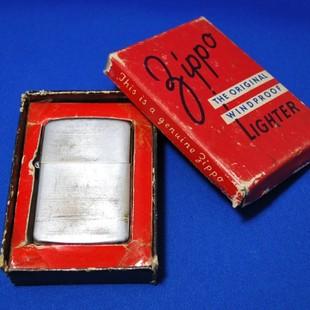 Zippo
THE ORIGINAL
WINDPROOF
LIGHTER
This is a genuine Zippo